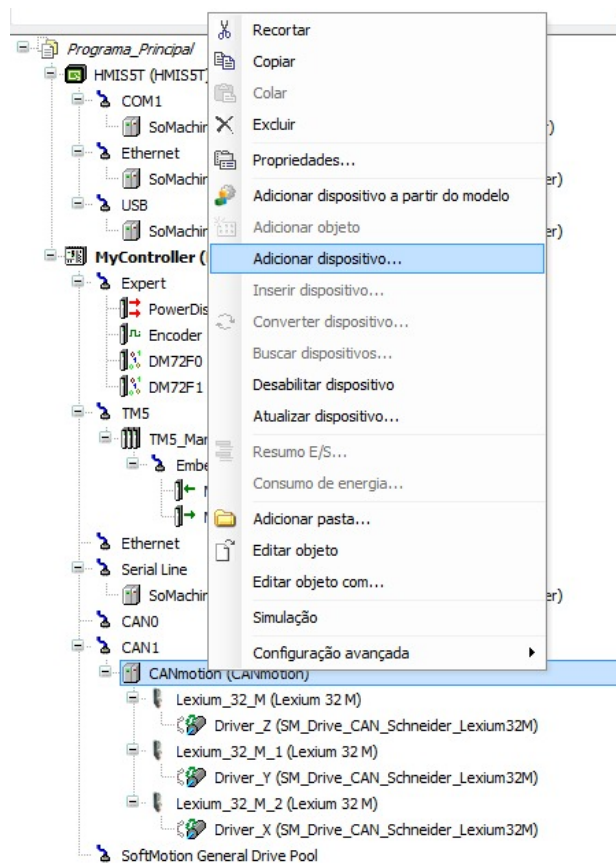 Programa_Principal
HMIS5T (HMIS5T)
COM1
SoMachin
Ethernet
SoMachin er)
USB
SoMachin er)
MyController (
Expert
PowerDis
Encoder
DM72F0
DM72F1
TM5
TM5_Mar
Embe
Ethernet
Serial Line
SoMachin er)
CAN0
CAN1
CANmotion (CANmotion)
Lexium_32_M (Lexium 32 M)
Driver_Z (SM_Drive_CAN_Schneider_Lexium32M)
Lexium_32_M_1 (Lexium 32 M)
Driver_Y (SM_Drive_CAN_Schneider_Lexium32M)
Lexium_32_M_2 (Lexium 32 M)
Driver_X (SM_Drive_CAN_Schneider_Lexium32M)
SoftMotion General Drive Pool
Recortar
Copiar
Colar
Excluir
Propriedades...
Adicionar dispositivo a partir do modelo
Adicionar objeto
Adicionar dispositivo...
Inserir dispositivo...
Converter dispositivo...
Buscar dispositivos...
Desabilitar dispositivo
Atualizar dispositivo...
Resumo E/S...
Consumo de energia...
Adicionar pasta...
Editar objeto
Editar objeto com...
Simulação
Configuração avançada